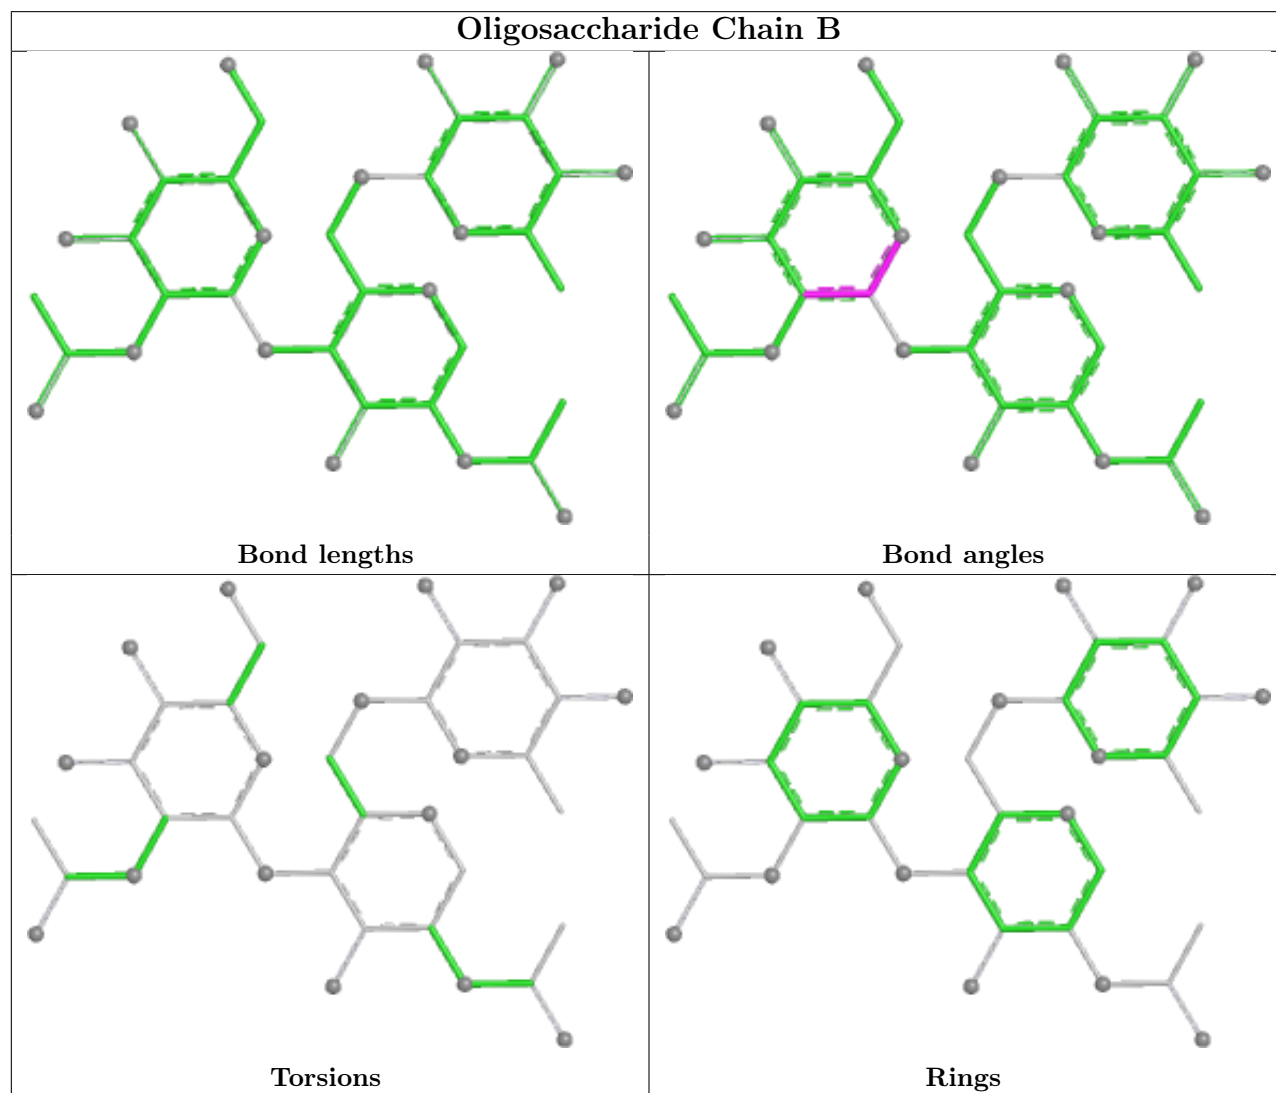 Oligosaccharide Chain B
Bond lengths
Bond angles
Torsions
Rings